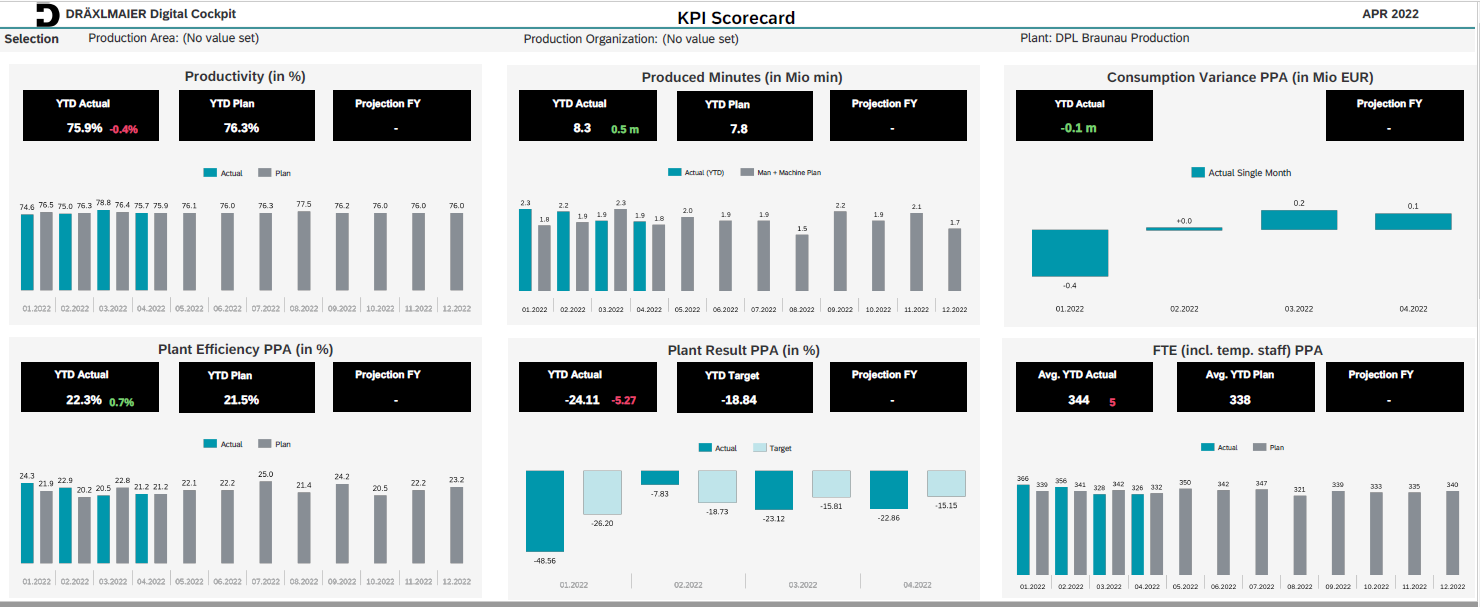 DRÄXLMAIER Digital Cockpit
KPI Scorecard
APR 2022
Selection
Production Area: (No value set)
Production Organization: (No value set)
Plant: DPL Braunau Production
Productivity (in %)
YTD Actual
75.9% -0.4%
YTD Plan
76.3%
Projection FY
-
Actual Plan
74.6 76.5 75.0 76.3 78.8 76.4 75.7 75.9 76.1 76.0 76.3 77.5 76.2 76.0 76.0 76.0
01.2022 02.2022 03.2022 04.2022 05.2022 06.2022 07.2022 08.2022 09.2022 10.2022 11.2022 12.2022
Produced Minutes (in Mio min)
YTD Actual
8.3 0.5 m
YTD Plan
7.8
Projection FY
-
Actual (YTD) Man + Machine Plan
2.3 1.8 2.2 1.9 1.9 2.3 1.9 1.8 2.0 1.9 1.9 1.5 2.2 1.9 2.1 1.7
01.2022 02.2022 03.2022 04.2022 05.2022 06.2022 07.2022 08.2022 09.2022 10.2022 11.2022 12.2022
Consumption Variance PPA (in Mio EUR)
YTD Actual
-0.1 m
Projection FY
-
Actual Single Month
-0.4 +0.0 0.2 0.1
01.2022 02.2022 03.2022 04.2022
Plant Efficiency PPA (in %)
YTD Actual
22.3% 0.7%
YTD Plan
21.5%
Projection FY
-
Actual Plan
24.3 21.9 22.9 20.2 20.5 22.8 21.2 21.2 22.1 22.2 25.0 21.4 24.2 20.5 22.2 23.2
01.2022 02.2022 03.2022 04.2022 05.2022 06.2022 07.2022 08.2022 09.2022 10.2022 11.2022 12.2022
Plant Result PPA (in %)
YTD Actual
-24.11 -5.27
YTD Target
-18.84
Projection FY
-
Actual Target
-48.56 -26.20 -7.83 -18.73 -23.12 -15.81 -22.86 -15.15
01.2022 02.2022 03.2022 04.2022
FTE (incl. temp. staff) PPA
Avg. YTD Actual
344 5
Avg. YTD Plan
338
Projection FY
-
Actual Plan
366 339 356 341 328 342 326 332 350 342 347 321 339 333 335 340
01.2022 02.2022 03.2022 04.2022 05.2022 06.2022 07.2022 08.2022 09.2022 10.2022 11.2022 12.2022